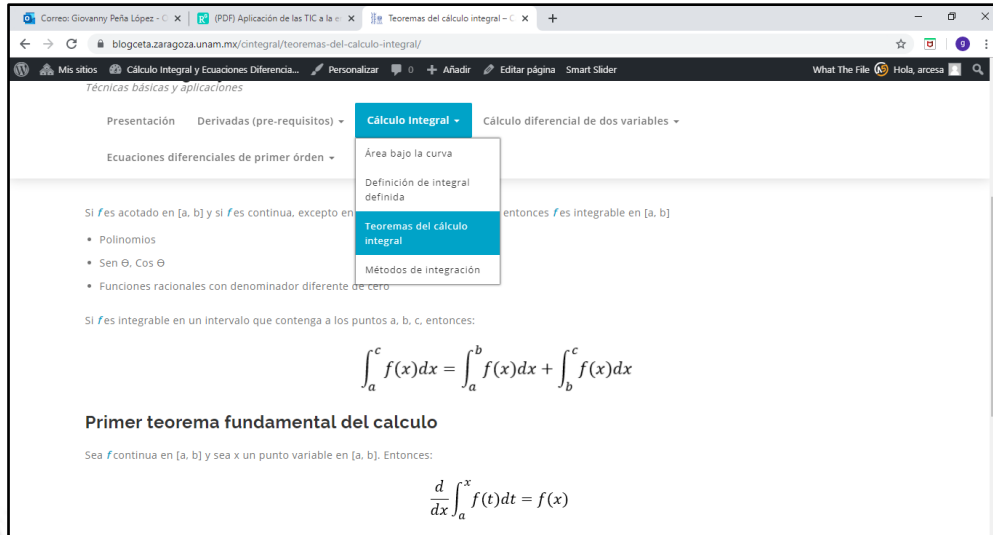 Correo: Giovanny Peña López - O
(PDF) Aplicación de las TIC a la e
Teoremas del cálculo integral – C
blogceta.zaragoza.unam.mx/cintegral/teoremas-del-calculo-integral/
g
Mis sitios Cálculo Integral y Ecuaciones Diferencia... Personalizar 0 Añadir Editar página Smart Slider What The File Hola, arcesa
Técnicas básicas y aplicaciones
Presentación Derivadas (pre-requisitos) Cálculo Integral Cálculo diferencial de dos variables
Ecuaciones diferenciales de primer órden
Área bajo la curva
Definición de integral
definida
Teoremas del cálculo
integral
Métodos de integración
Si f es acotado en [a, b] y si f es continua, excepto en entonces f es integrable en [a, b]
• Polinomios
• Sen Θ, Cos Θ
• Funciones racionales con denominador diferente de cero
Si f es integrable en un intervalo que contenga a los puntos a, b, c, entonces:
∫_a^c f(x)dx = ∫_a^b f(x)dx + ∫_b^c f(x)dx
Primer teorema fundamental del calculo
Sea f continua en [a, b] y sea x un punto variable en [a, b]. Entonces:
d/dx ∫_a^x f(t)dt = f(x)